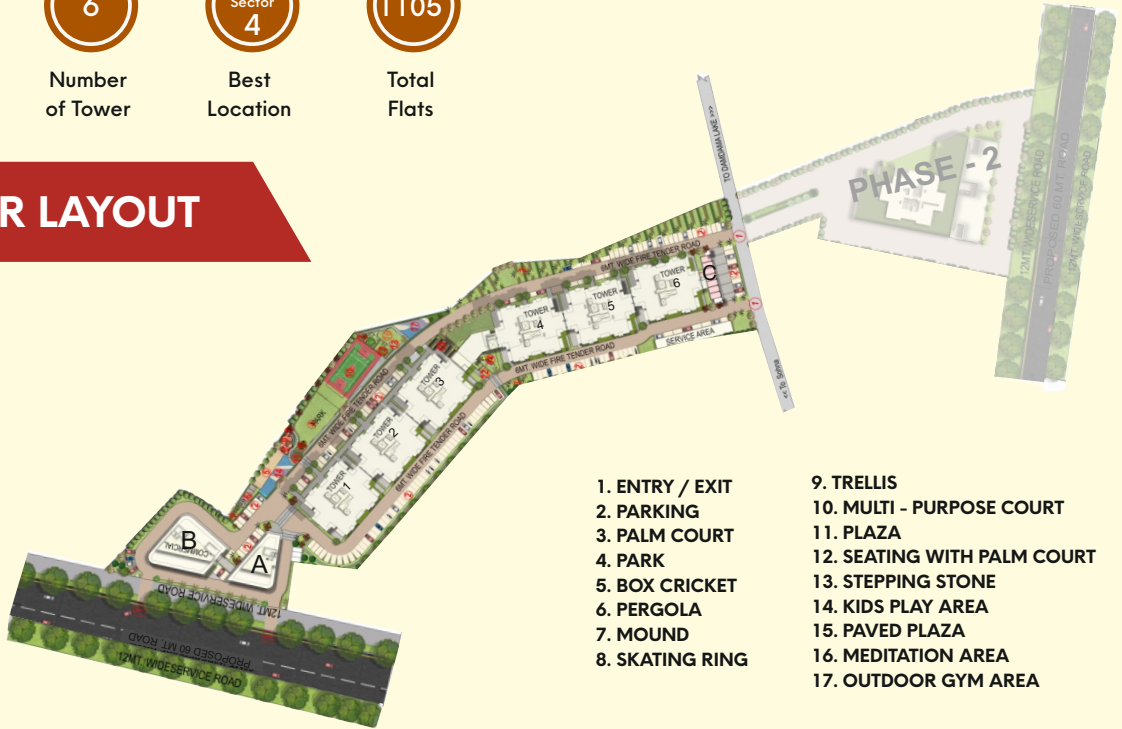 6
Sector
4
1105
Number
of Tower
Best
Location
Total
Flats
R LAYOUT
TO DAMDAMA LAKE >>>
PHASE - 2
12MT. WIDESERVICE ROAD
PROPOSED 60 MT. ROAD
12MT. WIDESERVICE ROAD
6MT. WIDE FIRE TENDER ROAD
C
TOWER
6
TOWER
5
TOWER
4
SERVICE AREA
6MT. WIDE FIRE TENDER ROAD
<< To Sohna
TOWER
3
TOWER
2
TOWER
1
PARK
6MT. WIDE FIRE TENDER ROAD
6MT. WIDE FIRE TENDER ROAD
B
COMMERCIAL
A
12MT. WIDESERVICE ROAD
PROPOSED 60 MT. ROAD
12MT WIDESERVICE ROAD
1. ENTRY / EXIT
2. PARKING
3. PALM COURT
4. PARK
5. BOX CRICKET
6. PERGOLA
7. MOUND
8. SKATING RING
9. TRELLIS
10. MULTI - PURPOSE COURT
11. PLAZA
12. SEATING WITH PALM COURT
13. STEPPING STONE
14. KIDS PLAY AREA
15. PAVED PLAZA
16. MEDITATION AREA
17. OUTDOOR GYM AREA